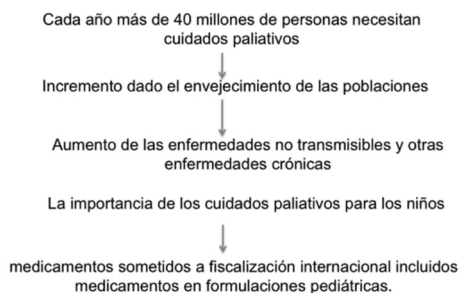 Cada año más de 40 millones de personas necesitan
cuidados paliativos
Incremento dado el envejecimiento de las poblaciones
Aumento de las enfermedades no transmisibles y otras
enfermedades crónicas
La importancia de los cuidados paliativos para los niños
medicamentos sometidos a fiscalización internacional incluidos
medicamentos en formulaciones pediátricas.